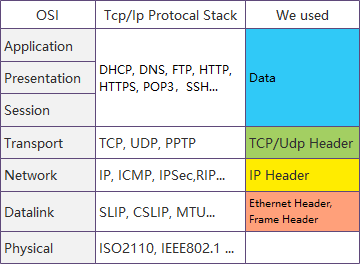 OSI Tcp/Ip Protocal Stack We used
Application
Presentation
Session
DHCP, DNS, FTP, HTTP,
HTTPS, POP3, SSH...
Data
Transport TCP, UDP, PPTP TCP/Udp Header
Network IP, ICMP, IPSec,RIP... IP Header
Datalink SLIP, CSLIP, MTU...
Ethernet Header,
Frame Header
Physical ISO2110, IEEE802.1 ...